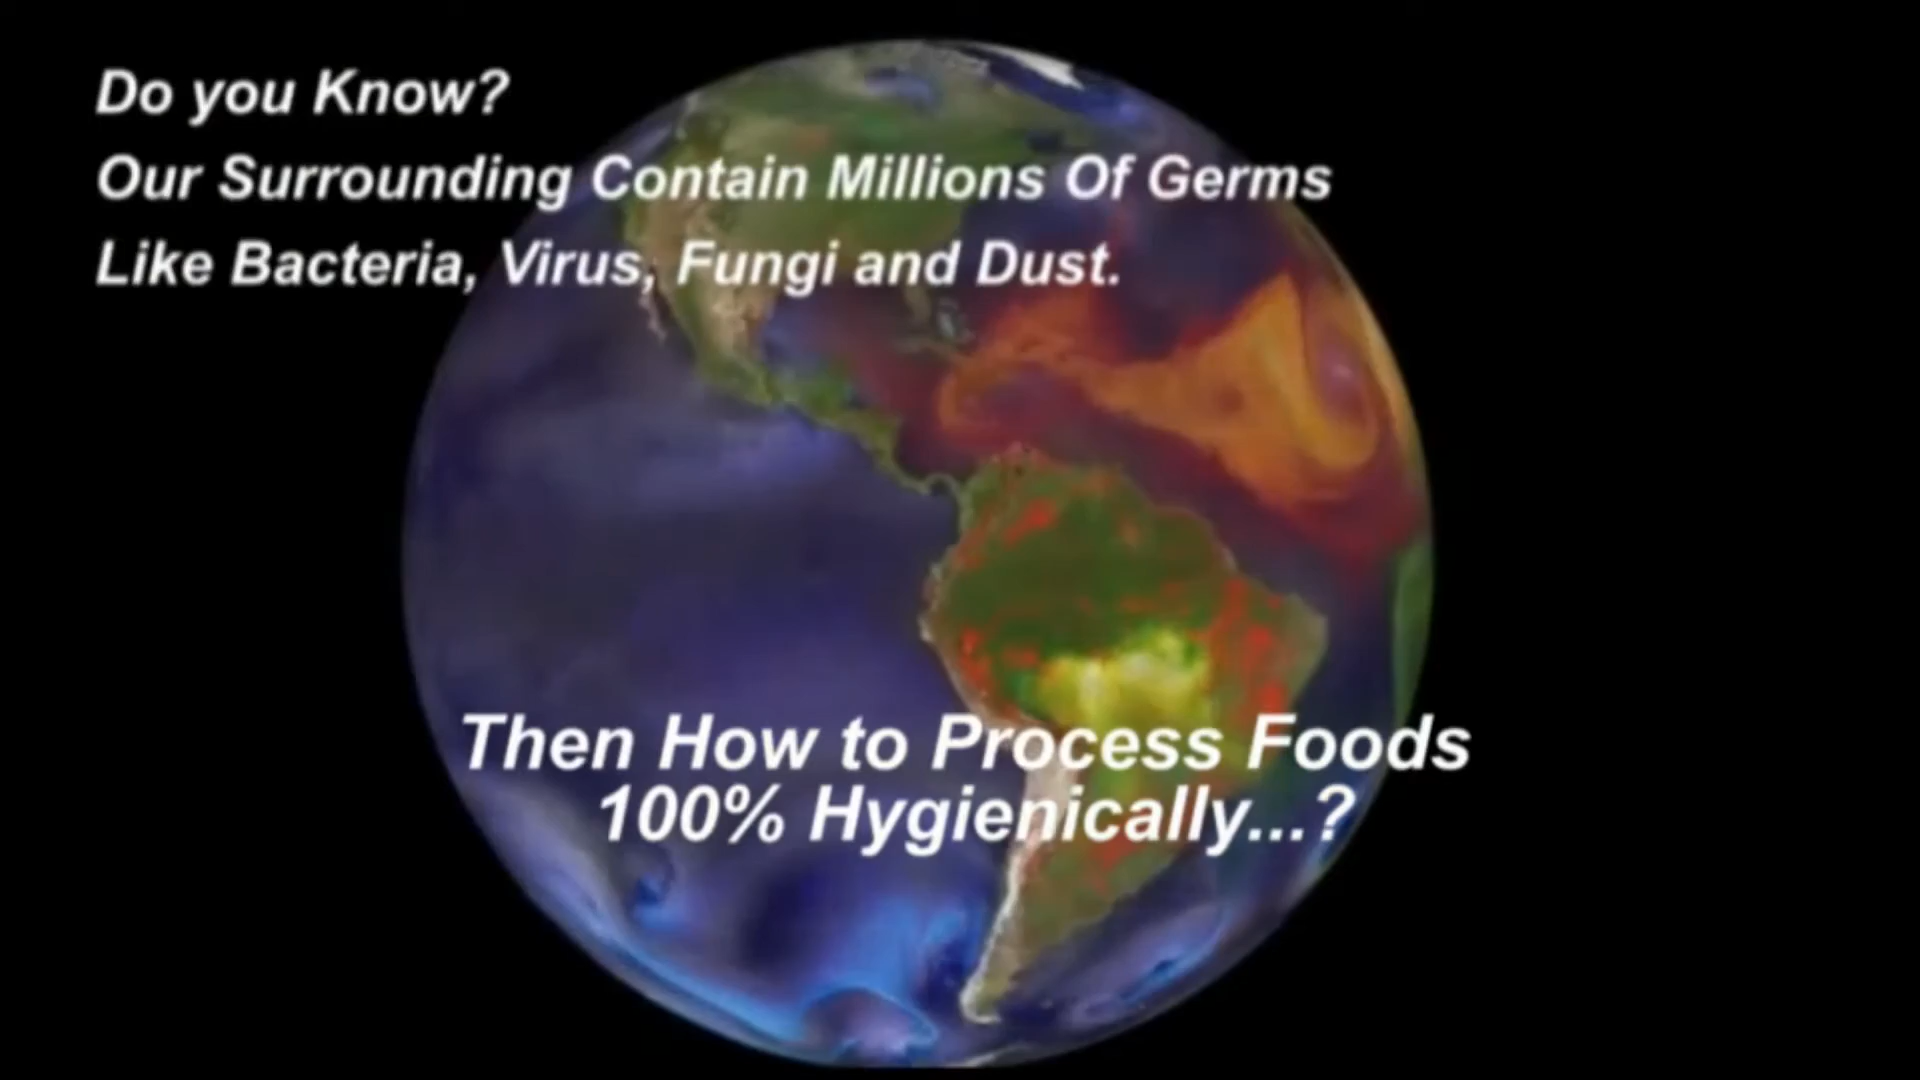 Do you Know?
Our Surrounding Contain Millions Of Germs
Like Bacteria, Virus, Fungi and Dust.
Then How to Process Foods
100% Hygienically...?